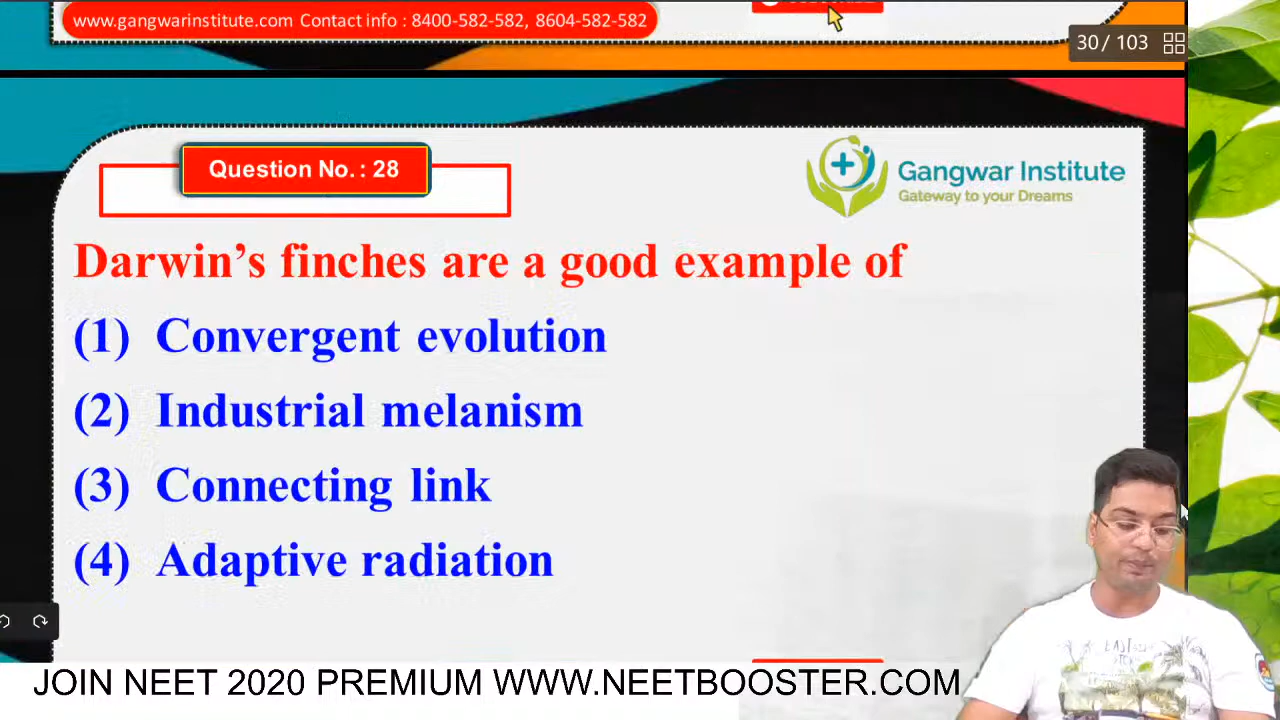 www.gangwarinstitute.com Contact info : 8400-582-582, 8604-582-582
30 / 103
Question No. : 28
Gangwar Institute
Gateway to your Dreams
Darwin’s finches are a good example of
(1) Convergent evolution
(2) Industrial melanism
(3) Connecting link
(4) Adaptive radiation
JOIN NEET 2020 PREMIUM WWW.NEETBOOSTER.COM